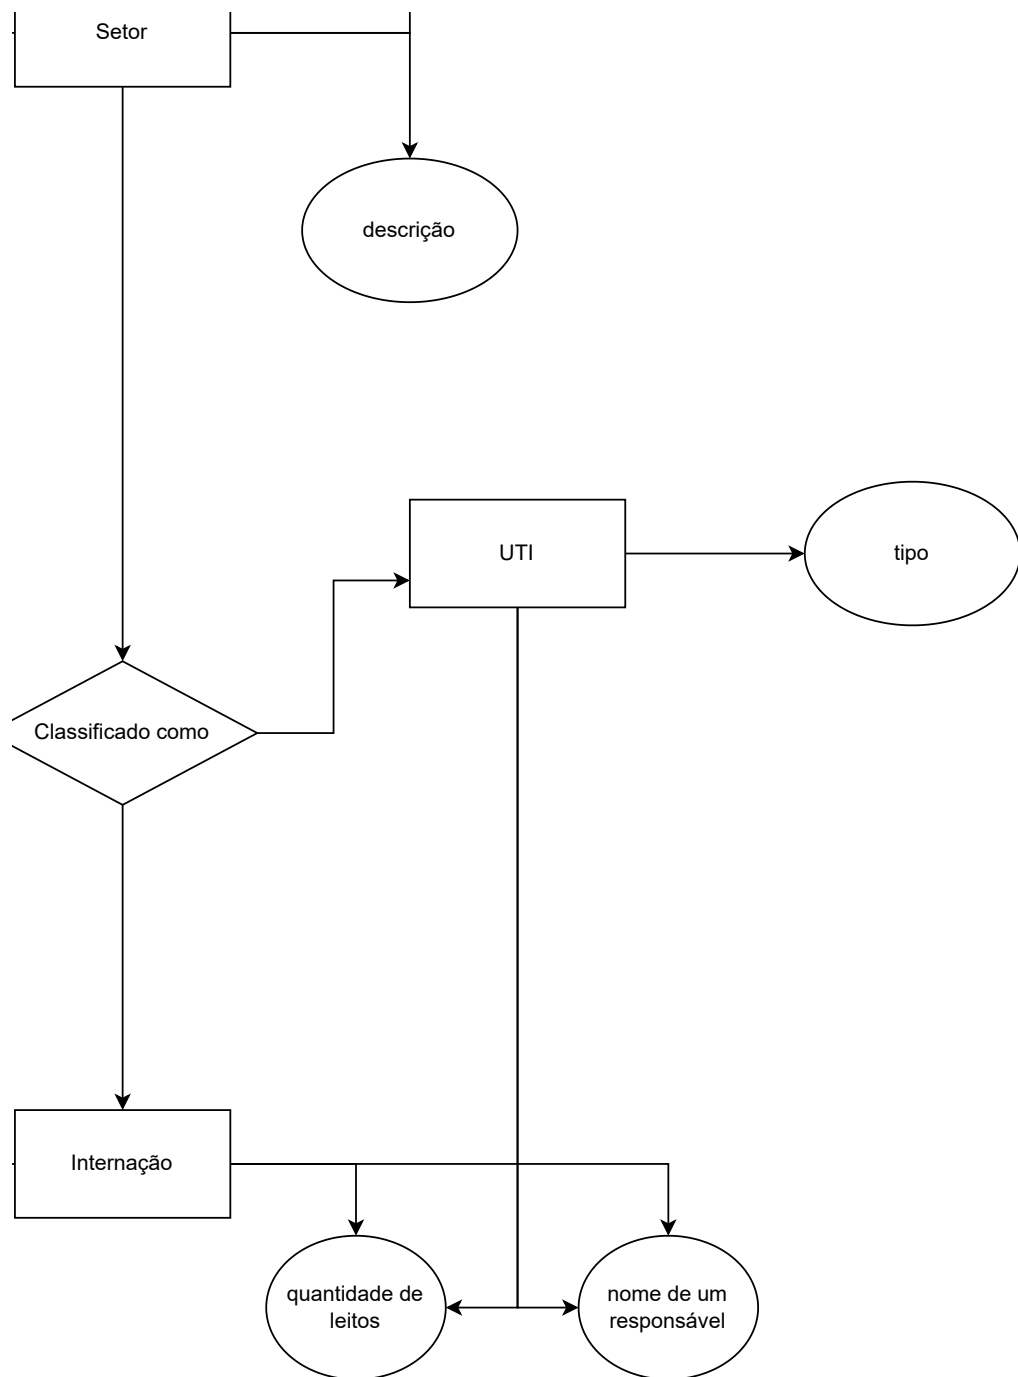 Setor
descrição
UTI
tipo
Classificado como
Internação
quantidade de
leitos
nome de um
responsável